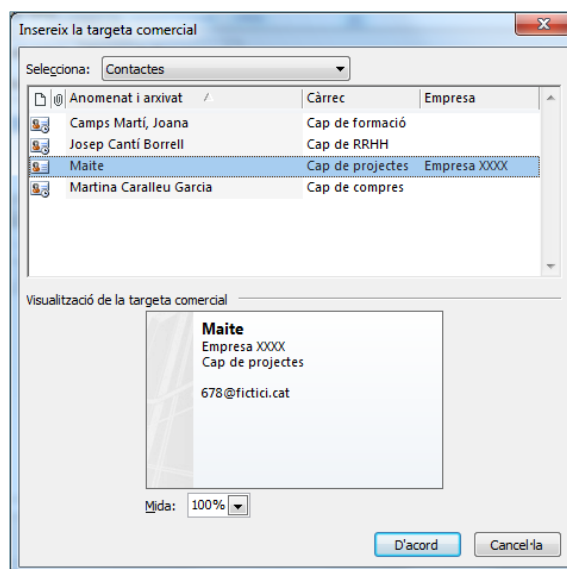 Insereix la targeta comercial
Selecciona: Contactes
Anomenat i arxivat Càrrec Empresa
Camps Martí, Joana Cap de formació
Josep Cantí Borrell Cap de RRHH
Maite Cap de projectes Empresa XXXX
Martina Caralleu Garcia Cap de compres
Visualització de la targeta comercial
Maite
Empresa XXXX
Cap de projectes
678@fictici.cat
Mida: 100%
D'acord Cancel·la